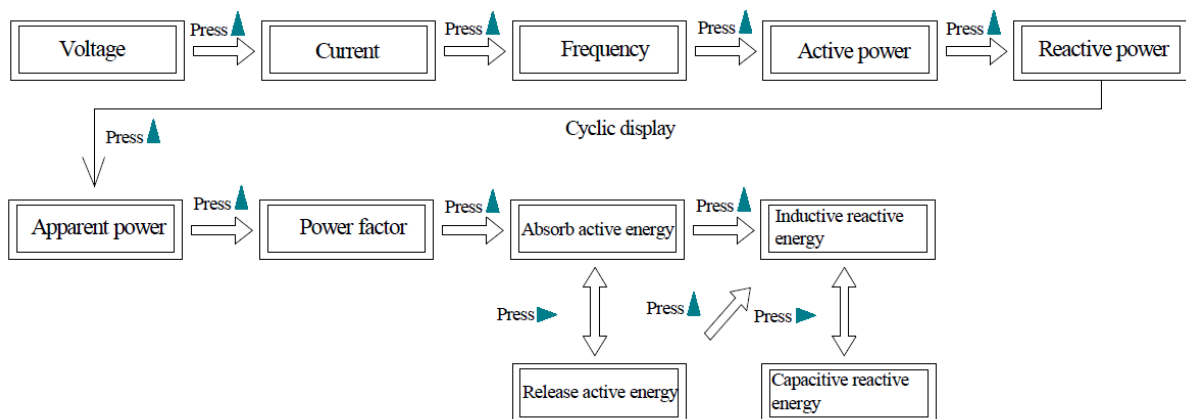 Press Press Press Press
Voltage Current Frequency Active power Reactive power
Cyclic display
Press
Press Press Press
Apparent power Power factor Absorb active energy Inductive reactive
energy
Press Press Press
Release active energy Capacitive reactive
energy